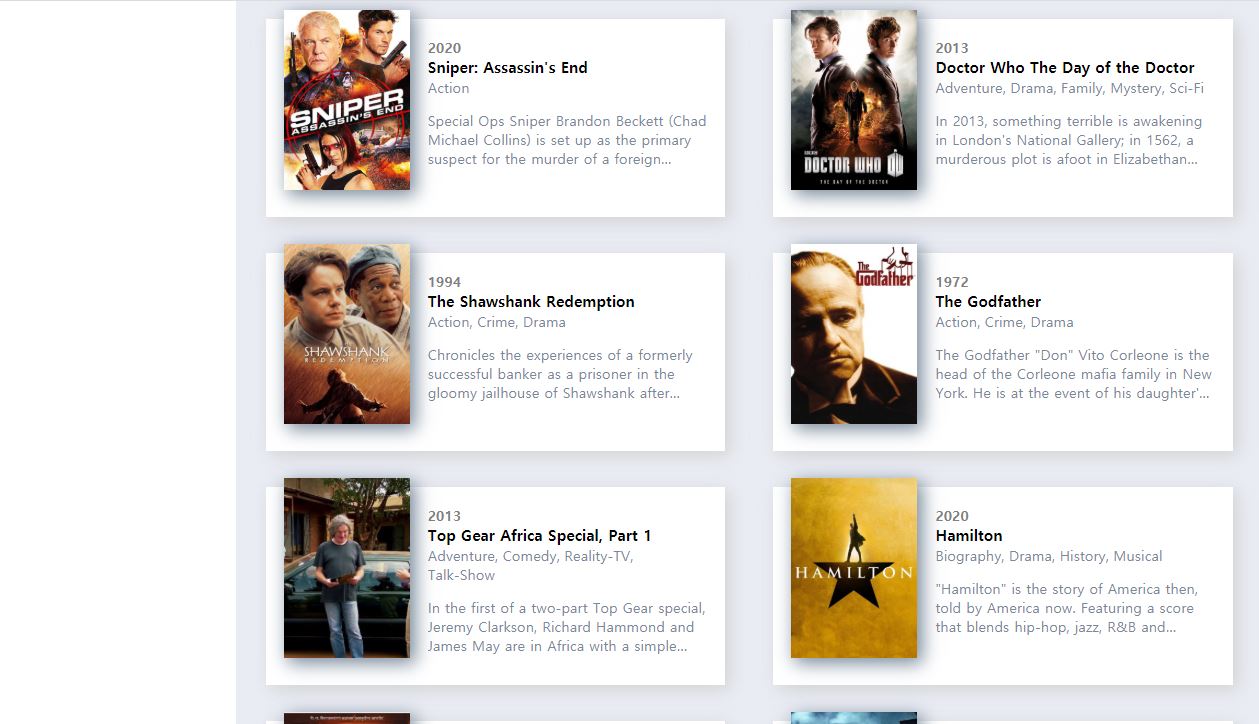 SNIPER
ASSASSIN'S END
2020
Sniper: Assassin's End
Action
Special Ops Sniper Brandon Beckett (Chad
Michael Collins) is set up as the primary
suspect for the murder of a foreign...
DOCTOR WHO
THE DAY OF THE DOCTOR
2013
Doctor Who The Day of the Doctor
Adventure, Drama, Family, Mystery, Sci-Fi
In 2013, something terrible is awakening
in London's National Gallery; in 1562, a
murderous plot is afoot in Elizabethan...
SHAWSHANK
REDEMPTION
1994
The Shawshank Redemption
Action, Crime, Drama
Chronicles the experiences of a formerly
successful banker as a prisoner in the
gloomy jailhouse of Shawshank after...
The
Godfather
1972
The Godfather
Action, Crime, Drama
The Godfather "Don" Vito Corleone is the
head of the Corleone mafia family in New
York. He is at the event of his daughter'...
2013
Top Gear Africa Special, Part 1
Adventure, Comedy, Reality-TV,
Talk-Show
In the first of a two-part Top Gear special,
Jeremy Clarkson, Richard Hammond and
James May are in Africa with a simple...
HAMILTON
2020
Hamilton
Biography, Drama, History, Musical
"Hamilton" is the story of America then,
told by America now. Featuring a score
that blends hip-hop, jazz, R&B and...